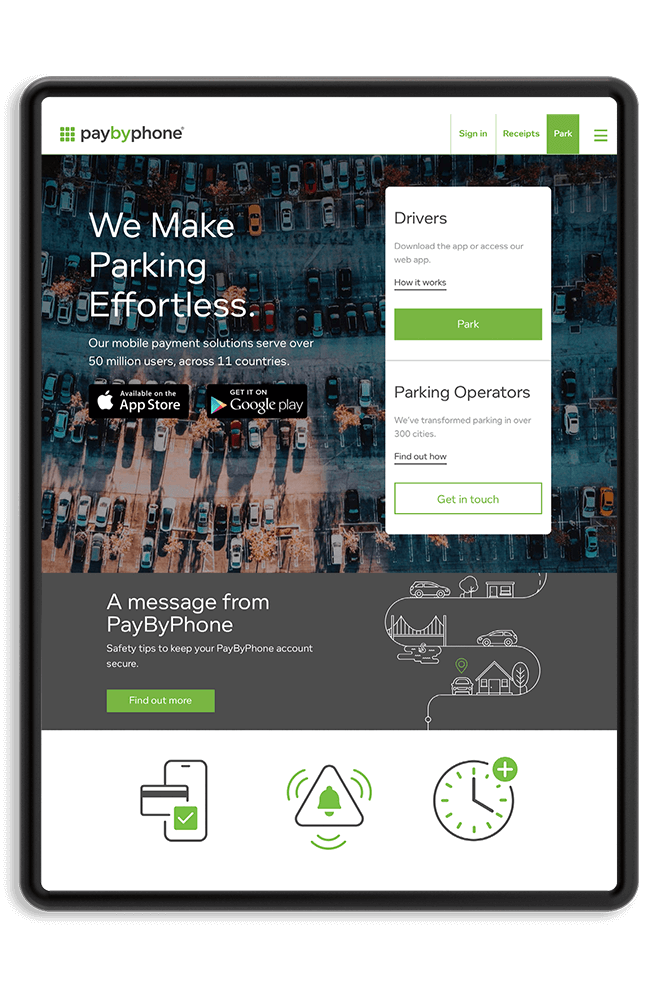 paybyphone®
Sign in
Receipts
Park
We Make
Parking
Effortless.
Our mobile payment solutions serve over
50 million users, across 11 countries.
Available on the
App Store
GET IT ON
Google play
Drivers
Download the app or access our
web app.
How it works
Park
Parking Operators
We've transformed parking in over
300 cities.
Find out how
Get in touch
A message from
PayByPhone
Safety tips to keep your PayByPhone account
secure.
Find out more